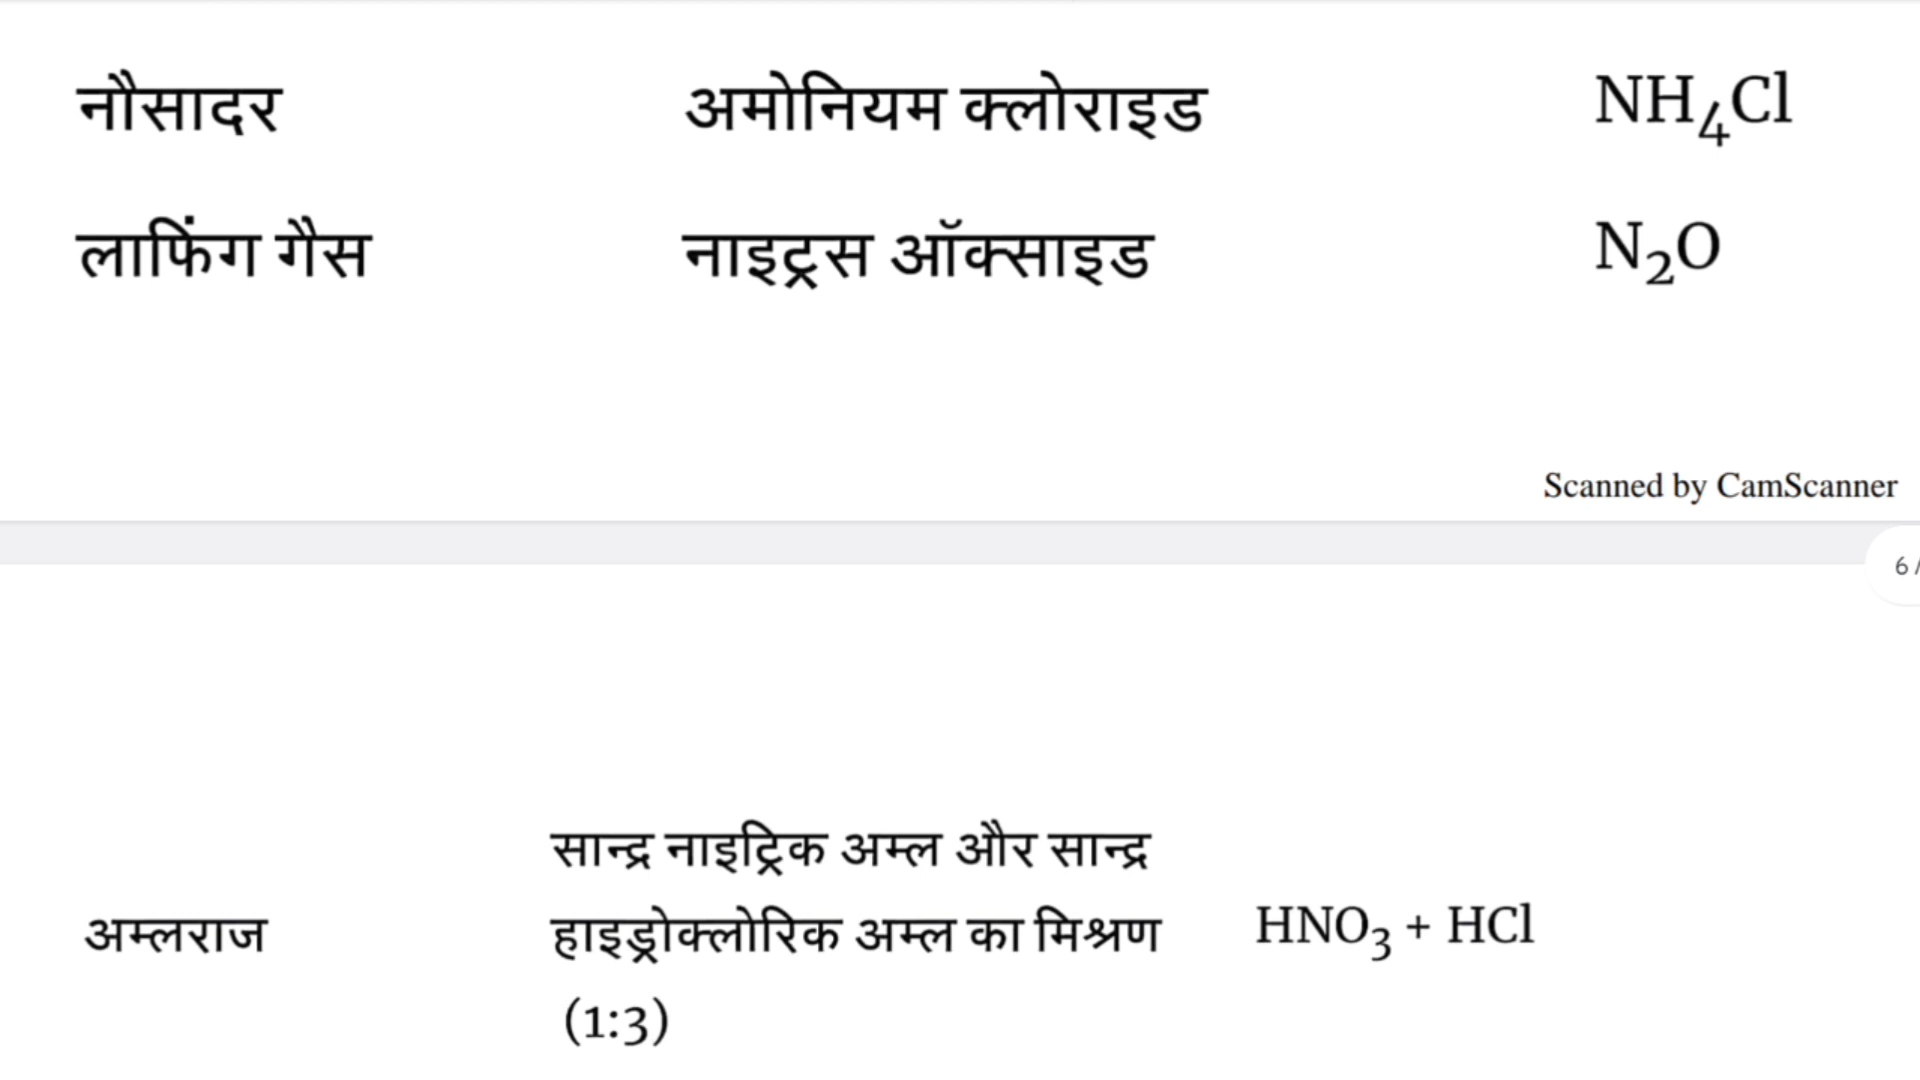 नौसादर अमोनियम क्लोराइड NH₄Cl
लाफिंग गैस नाइट्रस ऑक्साइड N₂O
Scanned by CamScanner
6 /
सान्द्र नाइट्रिक अम्ल और सान्द्र
अम्लराज हाइड्रोक्लोरिक अम्ल का मिश्रण HNO₃ + HCl
(1:3)